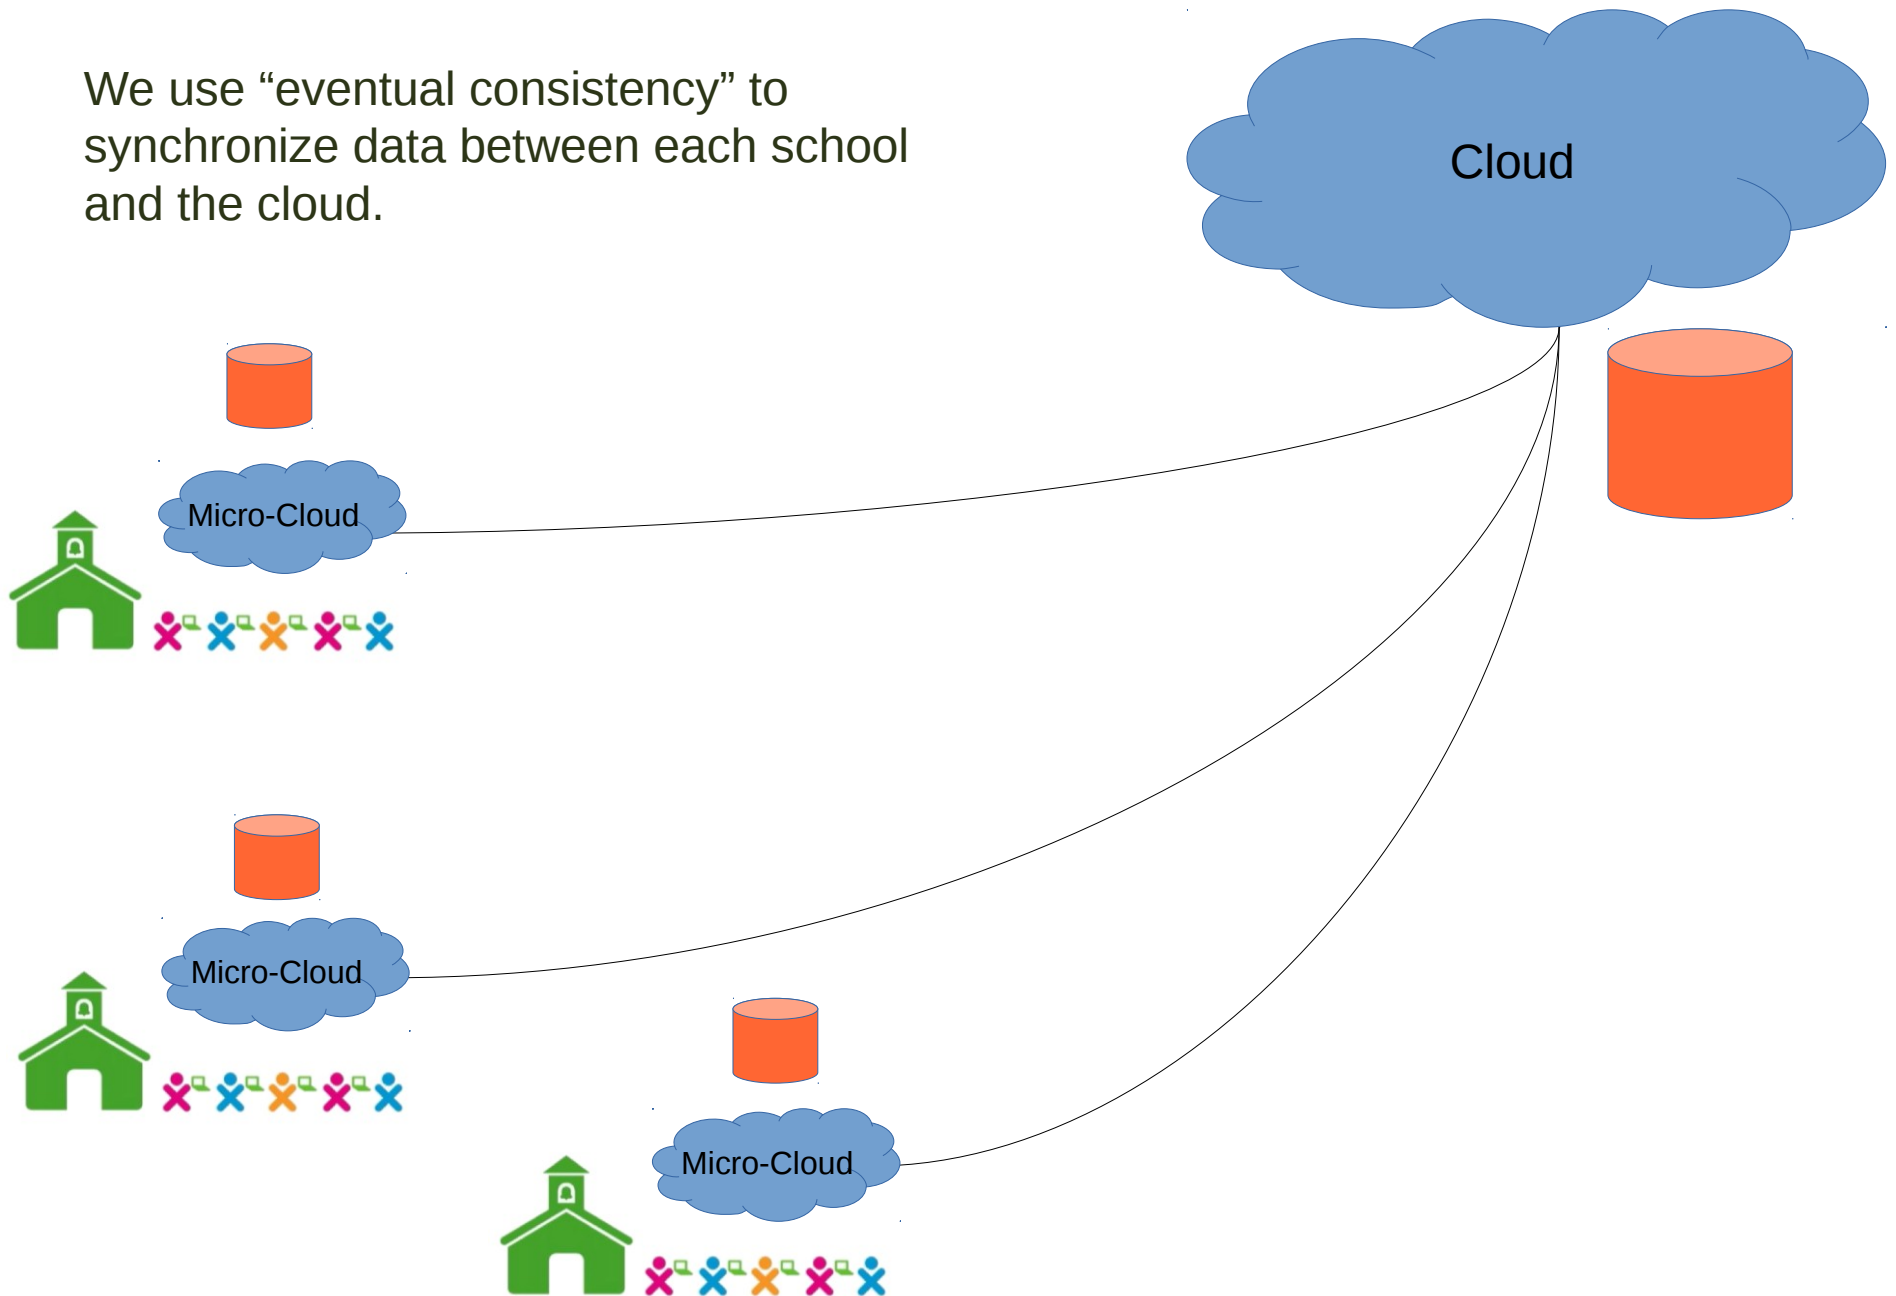 We use “eventual consistency” to
synchronize data between each school
and the cloud.
Cloud
Micro-Cloud
Micro-Cloud
Micro-Cloud